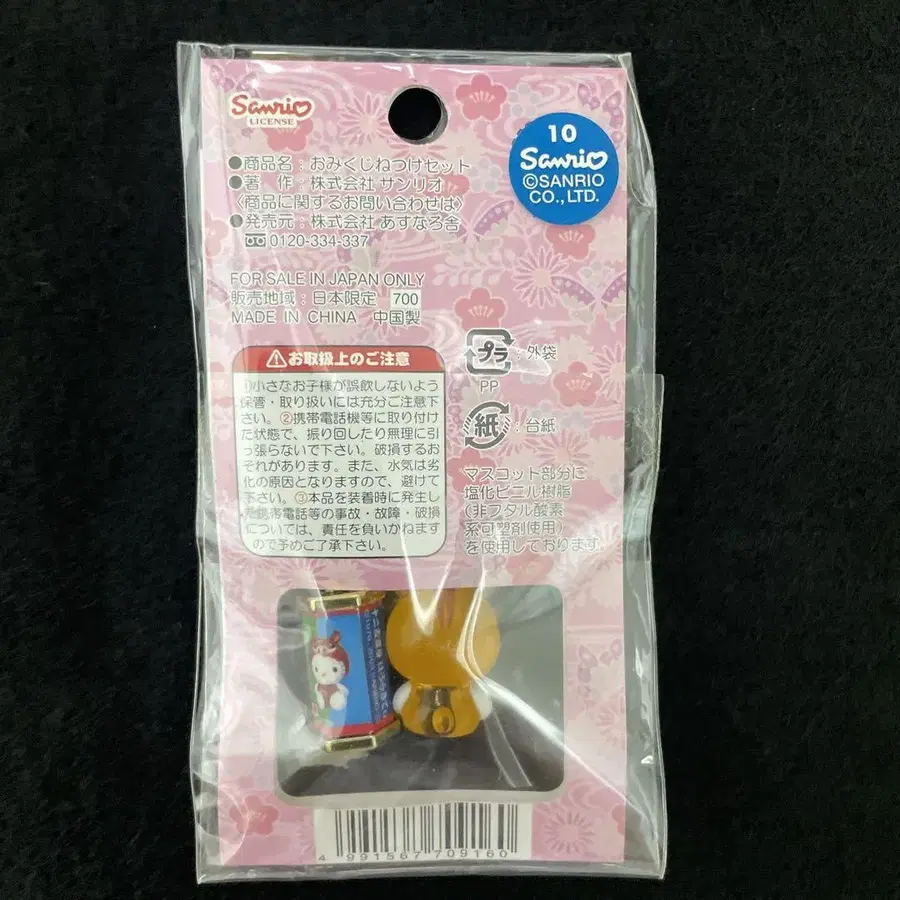 Sanrio
LICENSE
10
Sanrio
©SANRIO
CO., LTD.
●商品名：おみくじねつけセット
●著　作：株式会社 サンリオ
〈商品に関するお問い合わせは〉
●発売元：株式会社 あすなろ舎
0120-334-337
FOR SALE IN JAPAN ONLY
販売地域：日本限定 700
MADE IN CHINA 中国製
⚠お取扱上のご注意
小さなお子様が誤飲しないよう
保管・取り扱いには充分ご注意下
さい。②携帯電話機等に取り付け
た状態で、振り回したり無理に引
っ張らないで下さい。破損するお
それがあります。また、水気は劣
化の原因となりますので、避けて
下さい。③本品を装着時に発生し
た携帯電話等の事故・故障・破損
については、責任を負いかねます
ので予めご了承下さい。
プラ：外袋
PP
紙：台紙
マスコット部分に
塩化ビニル樹脂
(非フタル酸系
系可塑剤使用)
を使用しております。
4 991567 709160